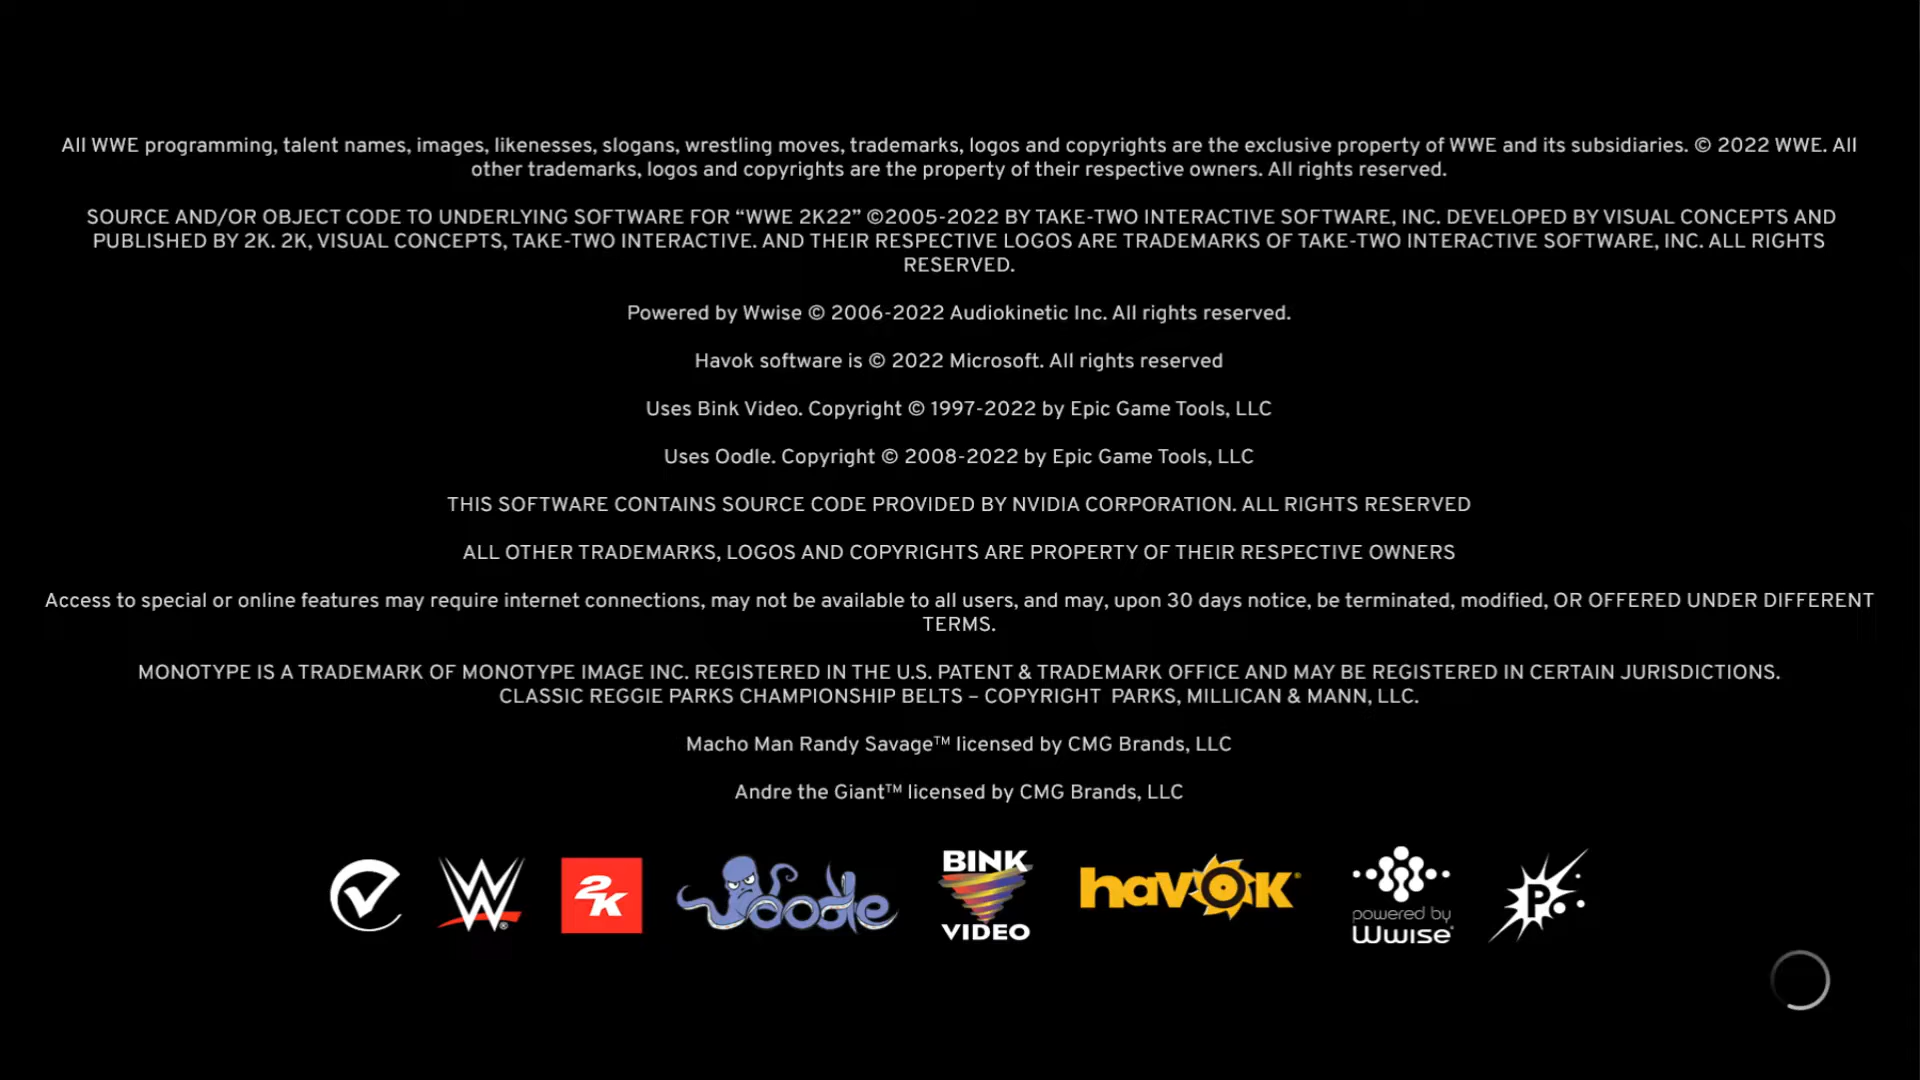 All WWE programming, talent names, images, likenesses, slogans, wrestling moves, trademarks, logos and copyrights are the exclusive property of WWE and its subsidiaries. © 2022 WWE. All
other trademarks, logos and copyrights are the property of their respective owners. All rights reserved.
SOURCE AND/OR OBJECT CODE TO UNDERLYING SOFTWARE FOR “WWE 2K22” ©2005-2022 BY TAKE-TWO INTERACTIVE SOFTWARE, INC. DEVELOPED BY VISUAL CONCEPTS AND
PUBLISHED BY 2K. 2K, VISUAL CONCEPTS, TAKE-TWO INTERACTIVE. AND THEIR RESPECTIVE LOGOS ARE TRADEMARKS OF TAKE-TWO INTERACTIVE SOFTWARE, INC. ALL RIGHTS
RESERVED.
Powered by Wwise © 2006-2022 Audiokinetic Inc. All rights reserved.
Havok software is © 2022 Microsoft. All rights reserved
Uses Bink Video. Copyright © 1997-2022 by Epic Game Tools, LLC
Uses Oodle. Copyright © 2008-2022 by Epic Game Tools, LLC
THIS SOFTWARE CONTAINS SOURCE CODE PROVIDED BY NVIDIA CORPORATION. ALL RIGHTS RESERVED
ALL OTHER TRADEMARKS, LOGOS AND COPYRIGHTS ARE PROPERTY OF THEIR RESPECTIVE OWNERS
Access to special or online features may require internet connections, may not be available to all users, and may, upon 30 days notice, be terminated, modified, OR OFFERED UNDER DIFFERENT
TERMS.
MONOTYPE IS A TRADEMARK OF MONOTYPE IMAGE INC. REGISTERED IN THE U.S. PATENT & TRADEMARK OFFICE AND MAY BE REGISTERED IN CERTAIN JURISDICTIONS.
CLASSIC REGGIE PARKS CHAMPIONSHIP BELTS – COPYRIGHT PARKS, MILLICAN & MANN, LLC.
Macho Man Randy Savage™ licensed by CMG Brands, LLC
Andre the Giant™ licensed by CMG Brands, LLC
W® 2K oodle BINK VIDEO havok® powered by Wwise® P